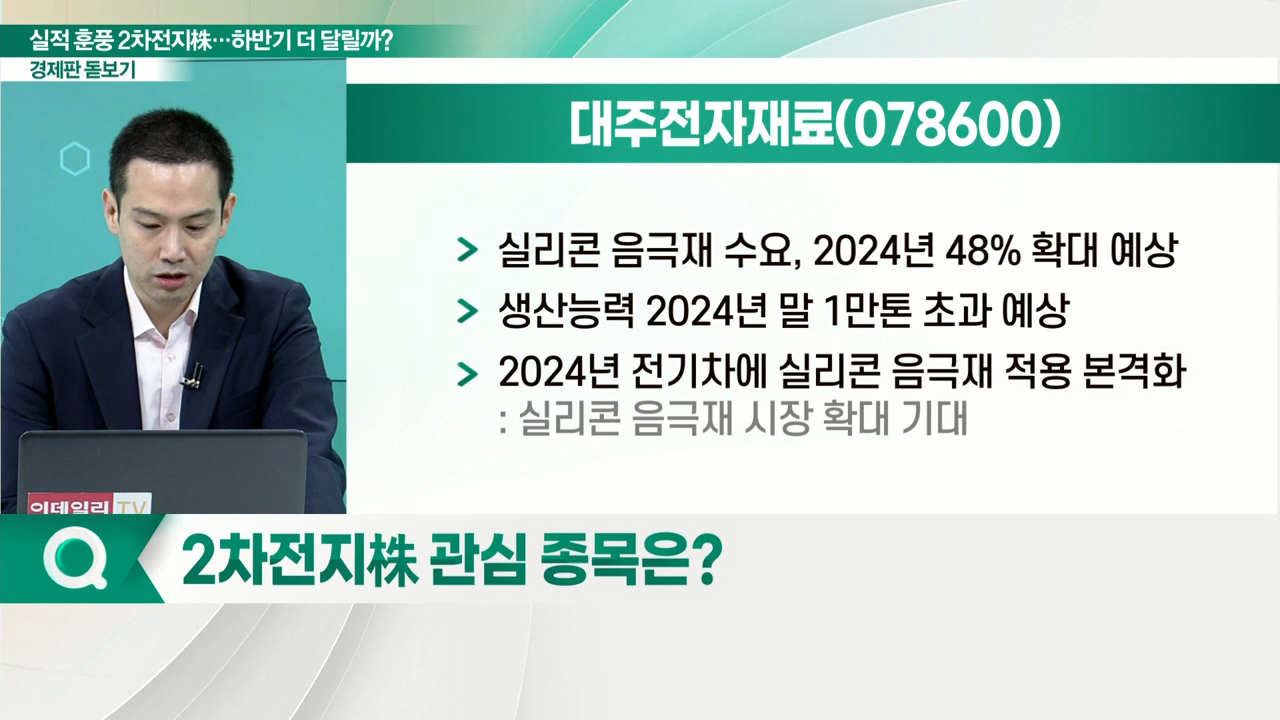 실적 훈풍 2차전지株…하반기 더 달릴까?
경제판 돋보기
대주전자재료(078600)
> 실리콘 음극재 수요, 2024년 48% 확대 예상
> 생산능력 2024년 말 1만톤 초과 예상
> 2024년 전기차에 실리콘 음극재 적용 본격화
: 실리콘 음극재 시장 확대 기대
이데일리 TV
Q 2차전지株 관심 종목은?